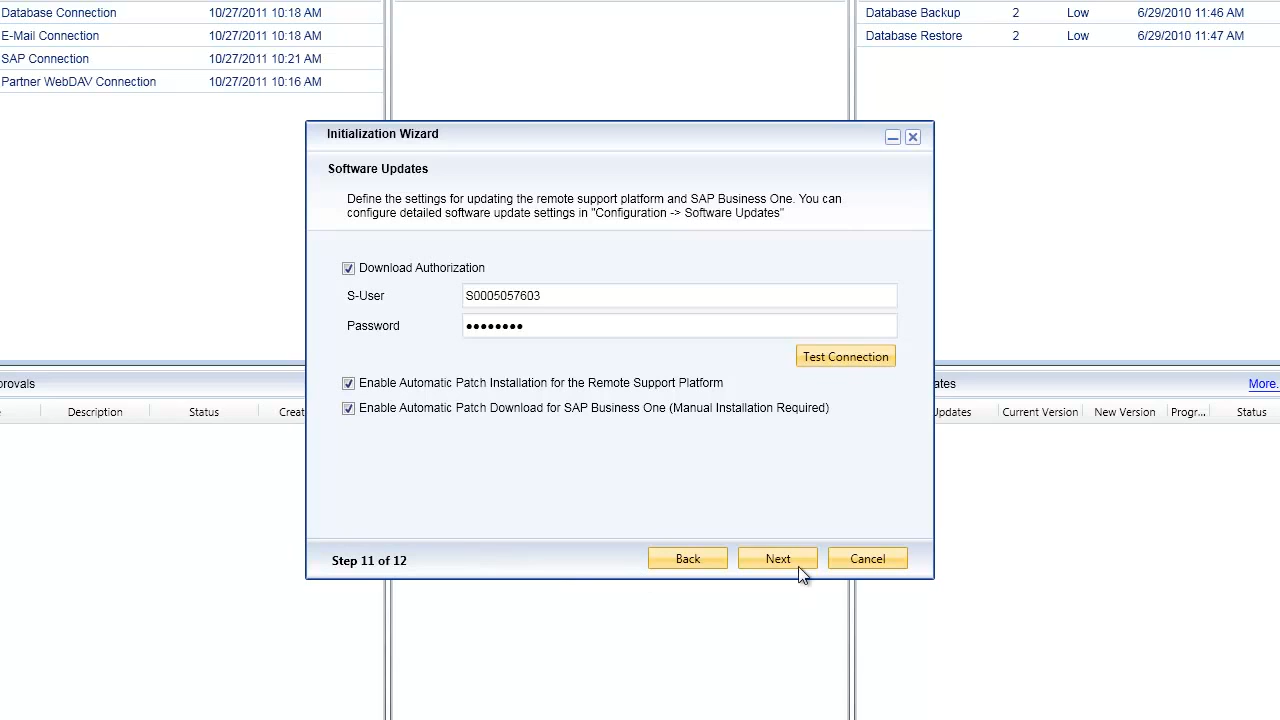 Database Connection 10/27/2011 10:18 AM
E-Mail Connection 10/27/2011 10:18 AM
SAP Connection 10/27/2011 10:21 AM
Partner WebDAV Connection 10/27/2011 10:16 AM
Database Backup 2 Low 6/29/2010 11:46 AM
Database Restore 2 Low 6/29/2010 11:47 AM
Initialization Wizard
Software Updates
Define the settings for updating the remote support platform and SAP Business One. You can
configure detailed software update settings in "Configuration -> Software Updates"
Download Authorization
S-User S0005057603
Password ●●●●●●●●
Test Connection
Enable Automatic Patch Installation for the Remote Support Platform
Enable Automatic Patch Download for SAP Business One (Manual Installation Required)
Step 11 of 12 Back Next Cancel
provals
Description Status Creat
ates More.
Updates Current Version New Version Progr... Status